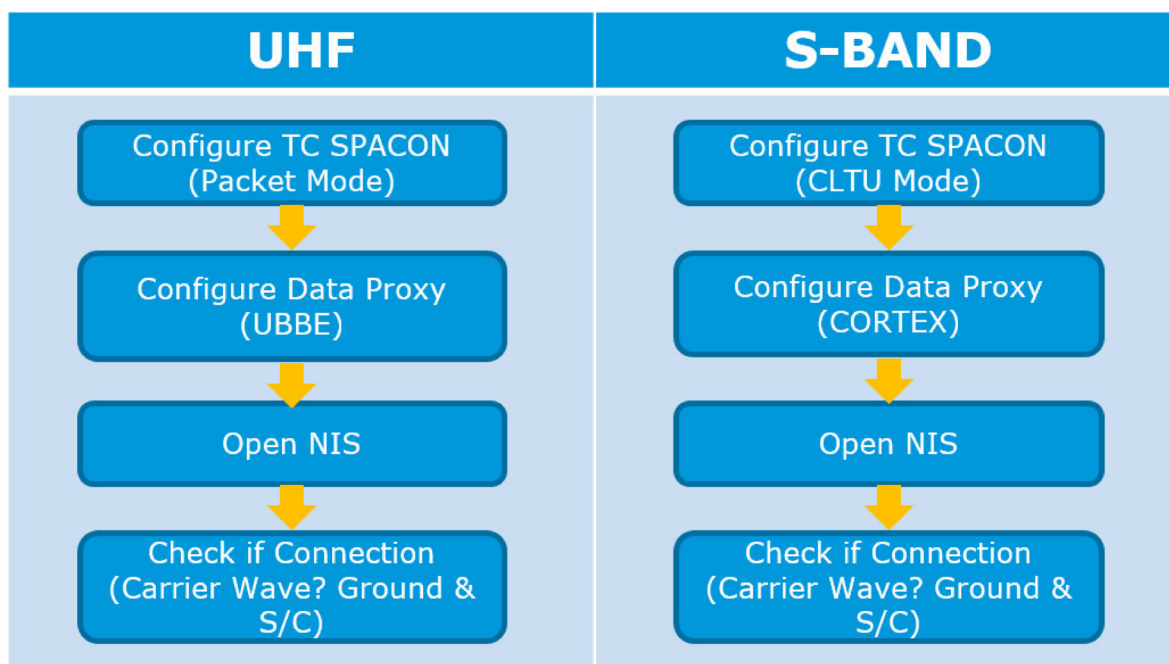 UHF
Configure TC SPACON
(Packet Mode)
Configure Data Proxy
(UBBE)
Open NIS
Check if Connection
(Carrier Wave? Ground &
S/C)
S-BAND
Configure TC SPACON
(CLTU Mode)
Configure Data Proxy
(CORTEX)
Open NIS
Check if Connection
(Carrier Wave? Ground &
S/C)